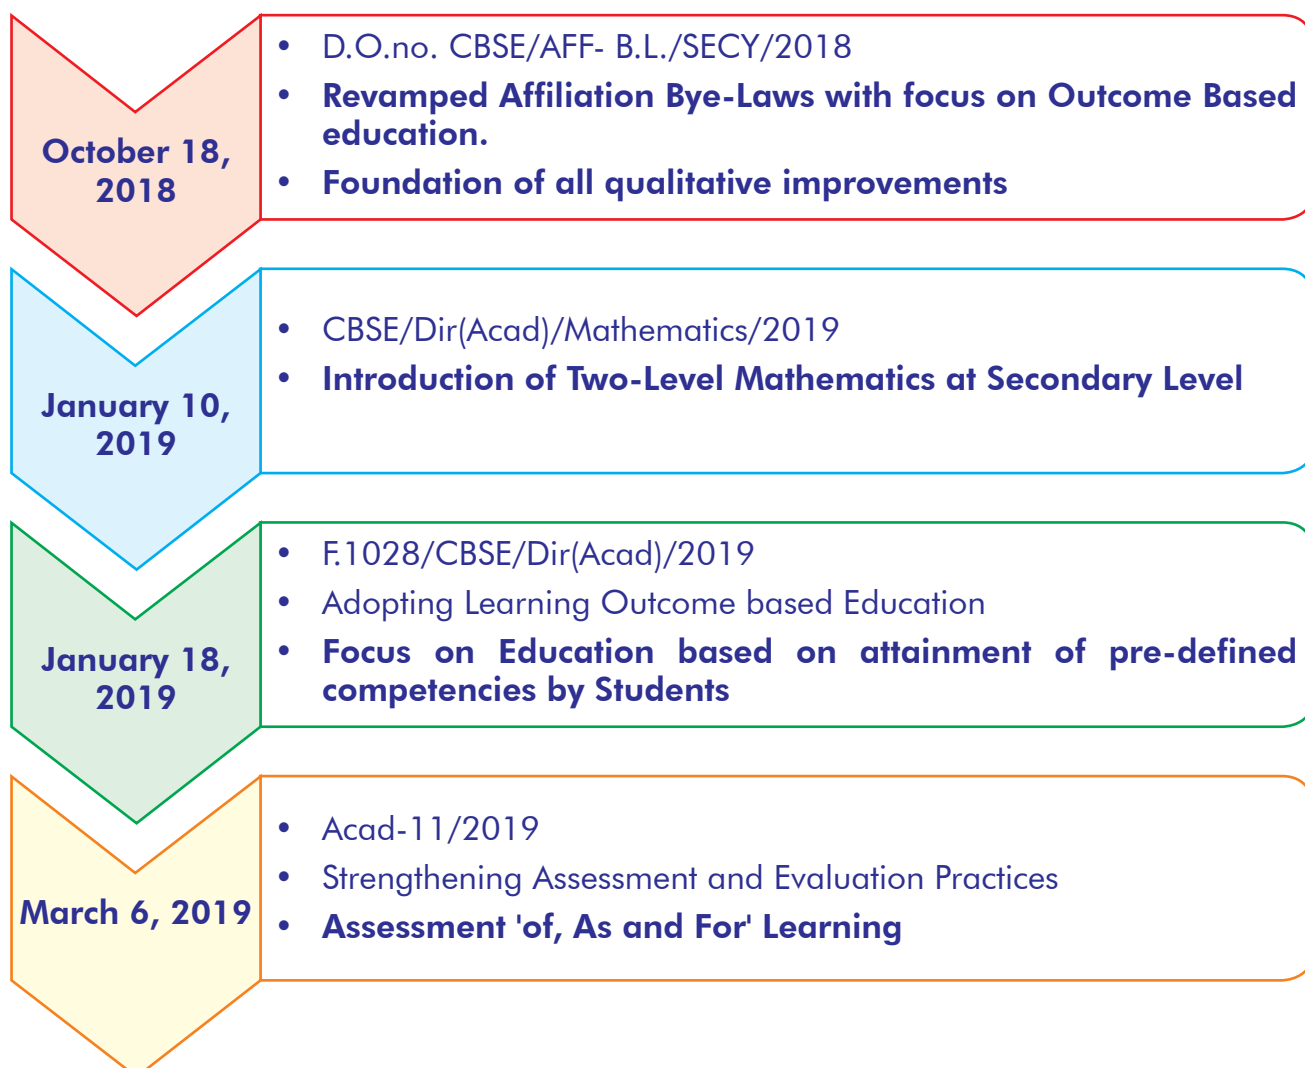 October 18,
2018
• D.O.no. CBSE/AFF- B.L./SECY/2018
• Revamped Affiliation Bye-Laws with focus on Outcome Based
education.
• Foundation of all qualitative improvements
January 10,
2019
• CBSE/Dir(Acad)/Mathematics/2019
• Introduction of Two-Level Mathematics at Secondary Level
January 18,
2019
• F.1028/CBSE/Dir(Acad)/2019
• Adopting Learning Outcome based Education
• Focus on Education based on attainment of pre-defined
competencies by Students
March 6, 2019
• Acad-11/2019
• Strengthening Assessment and Evaluation Practices
• Assessment 'of, As and For' Learning